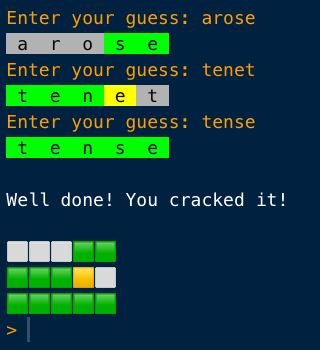 Enter your guess: arose
a r o s e
Enter your guess: tenet
t e n e t
Enter your guess: tense
t e n s e
Well done! You cracked it!
⬜⬜⬜🟩🟩
🟩🟩🟩🟨⬜
🟩🟩🟩🟩🟩
>